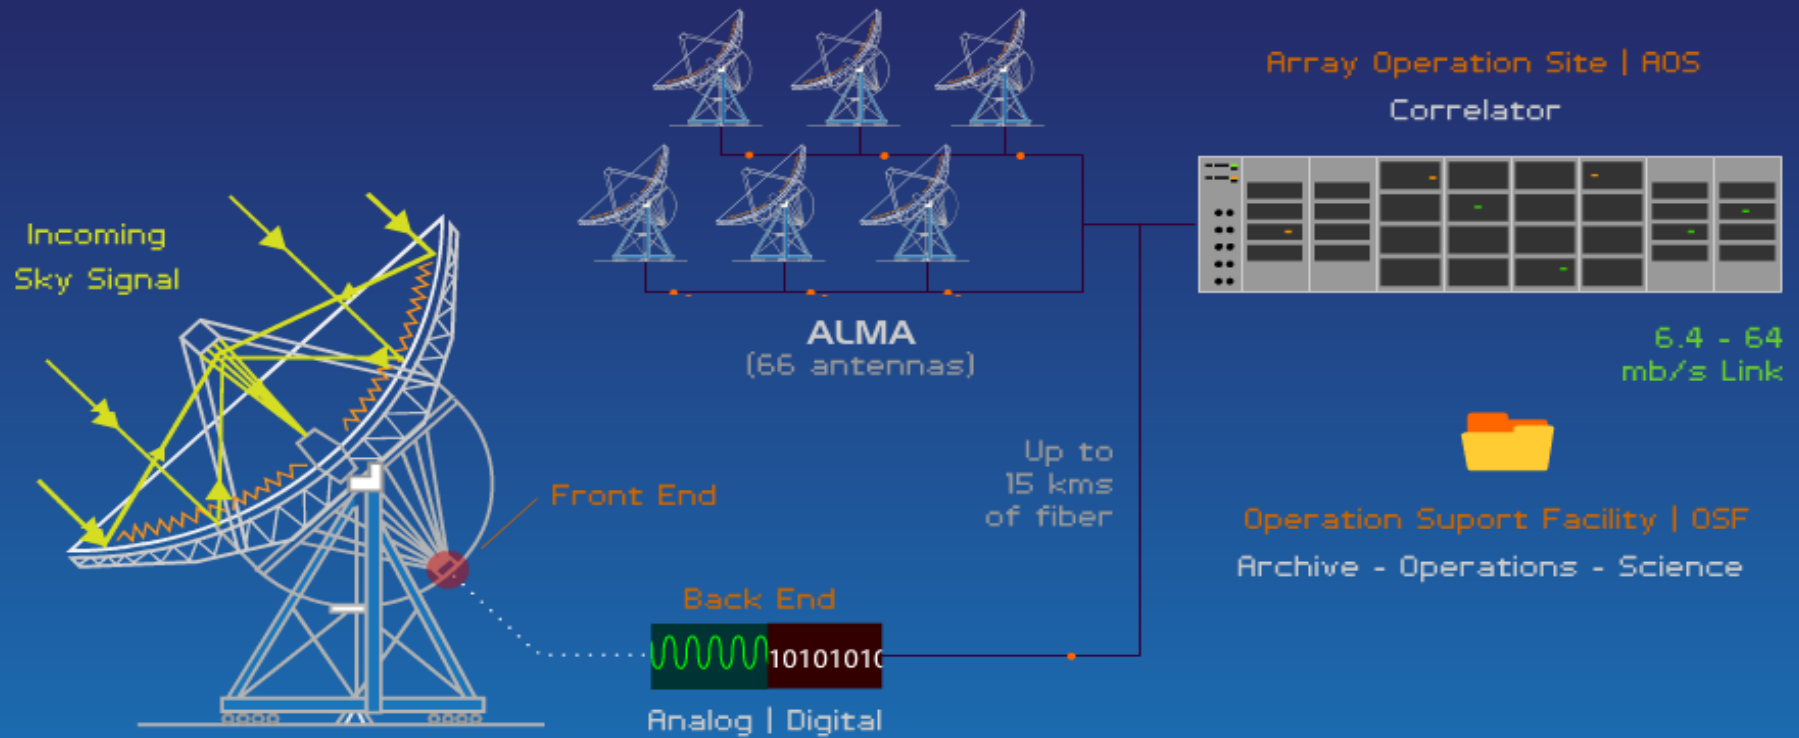 Array Operation Site | AOS
Correlator
Incoming
Sky Signal
ALMA
(66 antennas)
6.4 - 64
mb/s Link
Up to
15 kms
of fiber
Front End
Operation Suport Facility | OSF
Archive - Operations - Science
Back End
10101010
Analog | Digital